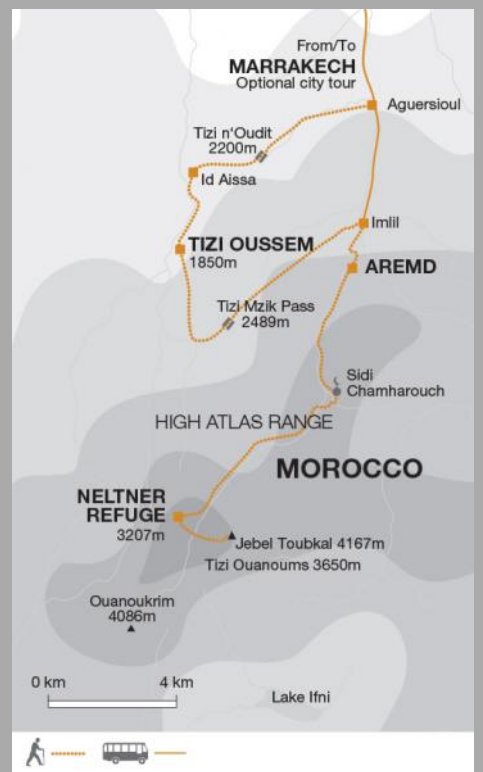 From/To
MARRAKECH
Optional city tour
Aguersioul
Tizi n'Oudit
2200m
Id Aissa
Imlil
TIZI OUSSEM
1850m
AREMD
Tizi Mzik Pass
2489m
Sidi
Chamharouch
HIGH ATLAS RANGE
MOROCCO
NELTNER
REFUGE
3207m
Jebel Toubkal 4167m
Tizi Ouanoums 3650m
Ouanoukrim
4086m
0 km
4 km
Lake Ifni